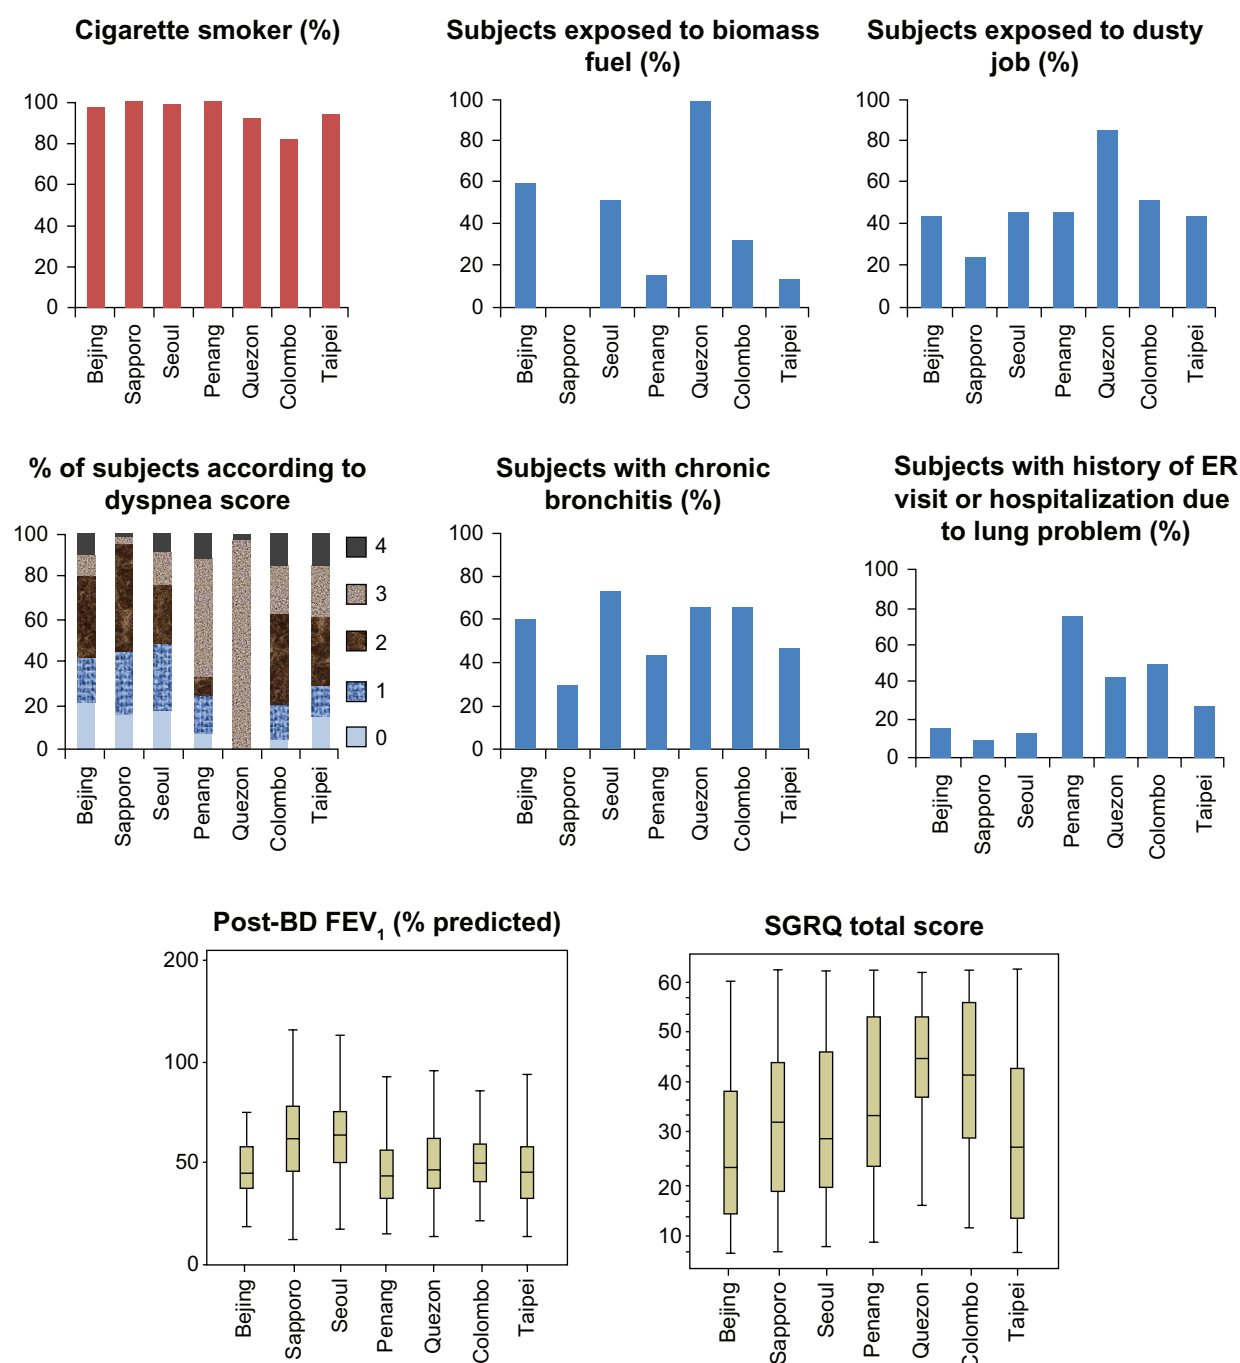 Cigarette smoker (%)
100
80
60
40
20
0
Bejing
Sapporo
Seoul
Penang
Quezon
Colombo
Taipei
Subjects exposed to biomass
fuel (%)
100
80
60
40
20
0
Bejing
Sapporo
Seoul
Penang
Quezon
Colombo
Taipei
Subjects exposed to dusty
job (%)
100
80
60
40
20
0
Bejing
Sapporo
Seoul
Penang
Quezon
Colombo
Taipei
% of subjects according to
dyspnea score
100
80
60
40
20
0
4
3
2
1
0
Bejing
Sapporo
Seoul
Penang
Quezon
Colombo
Taipei
Subjects with chronic
bronchitis (%)
100
80
60
40
20
0
Bejing
Sapporo
Seoul
Penang
Quezon
Colombo
Taipei
Subjects with history of ER
visit or hospitalization due
to lung problem (%)
100
80
60
40
20
0
Bejing
Sapporo
Seoul
Penang
Quezon
Colombo
Taipei
Post-BD FEV1 (% predicted)
200
100
50
0
Bejing
Sapporo
Seoul
Penang
Quezon
Colombo
Taipei
SGRQ total score
60
50
40
30
20
10
Bejing
Sapporo
Seoul
Penang
Quezon
Colombo
Taipei